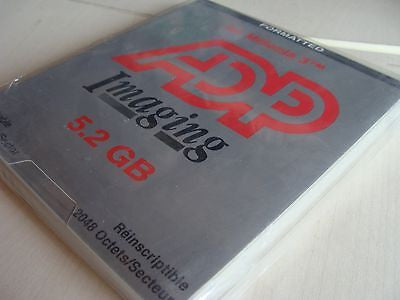 FORMATTED
ADP
Imaging
5.2 GB
Réinscriptible
2048 Octets/Secteur